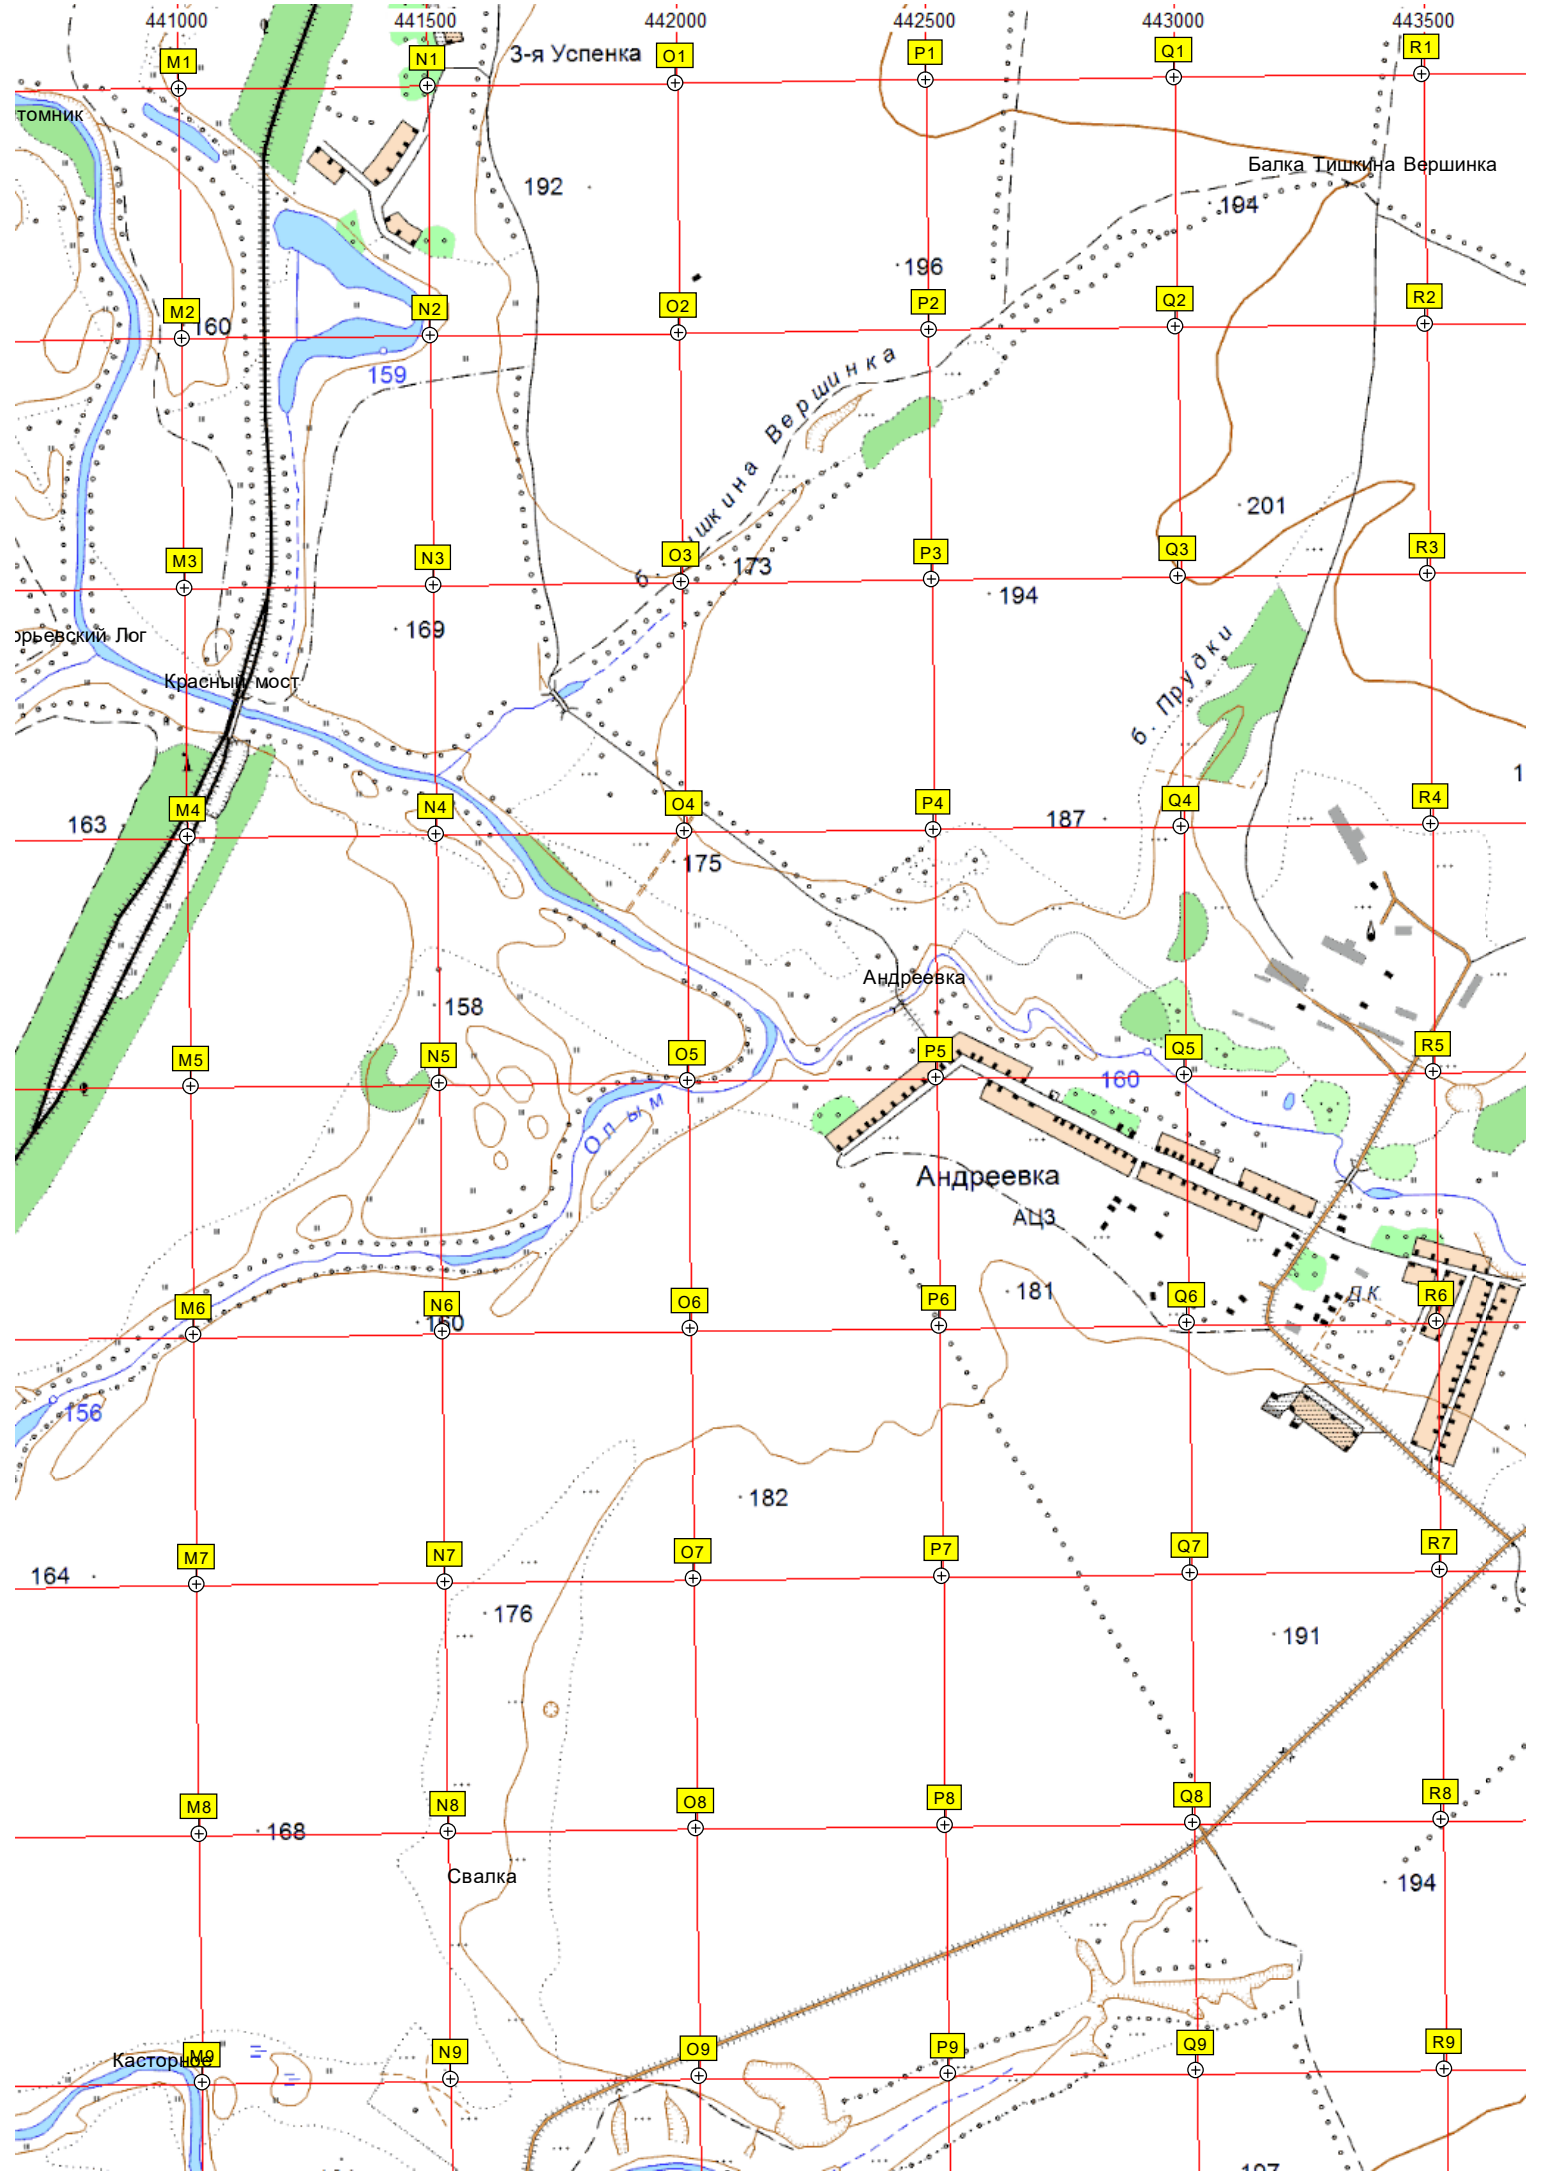 441000 441500 442000 442500 443000 443500
M1 N1 3-я Успенка O1 P1 Q1 R1
томник
192
Балка Тишкина Вершинка
194
196
M2 N2 O2 P2 Q2 R2
160
159
ишкина Вершинка
201
M3 N3 б. O3 P3 Q3 R3
173
194
169
орьевский Лог
Красный мост
б. Прудки
1
M4 N4 O4 P4 Q4 R4
163
187
175
Андреевка
158
M5 N5 O5 P5 Q5 R5
160
Олым
Андреевка
АЦЗ
181
Д.К.
M6 N6 O6 P6 Q6 R6
160
156
182
M7 N7 O7 P7 Q7 R7
164
176
191
M8 N8 O8 P8 Q8 R8
168
Свалка
194
Касторное
M9 N9 O9 P9 Q9 R9